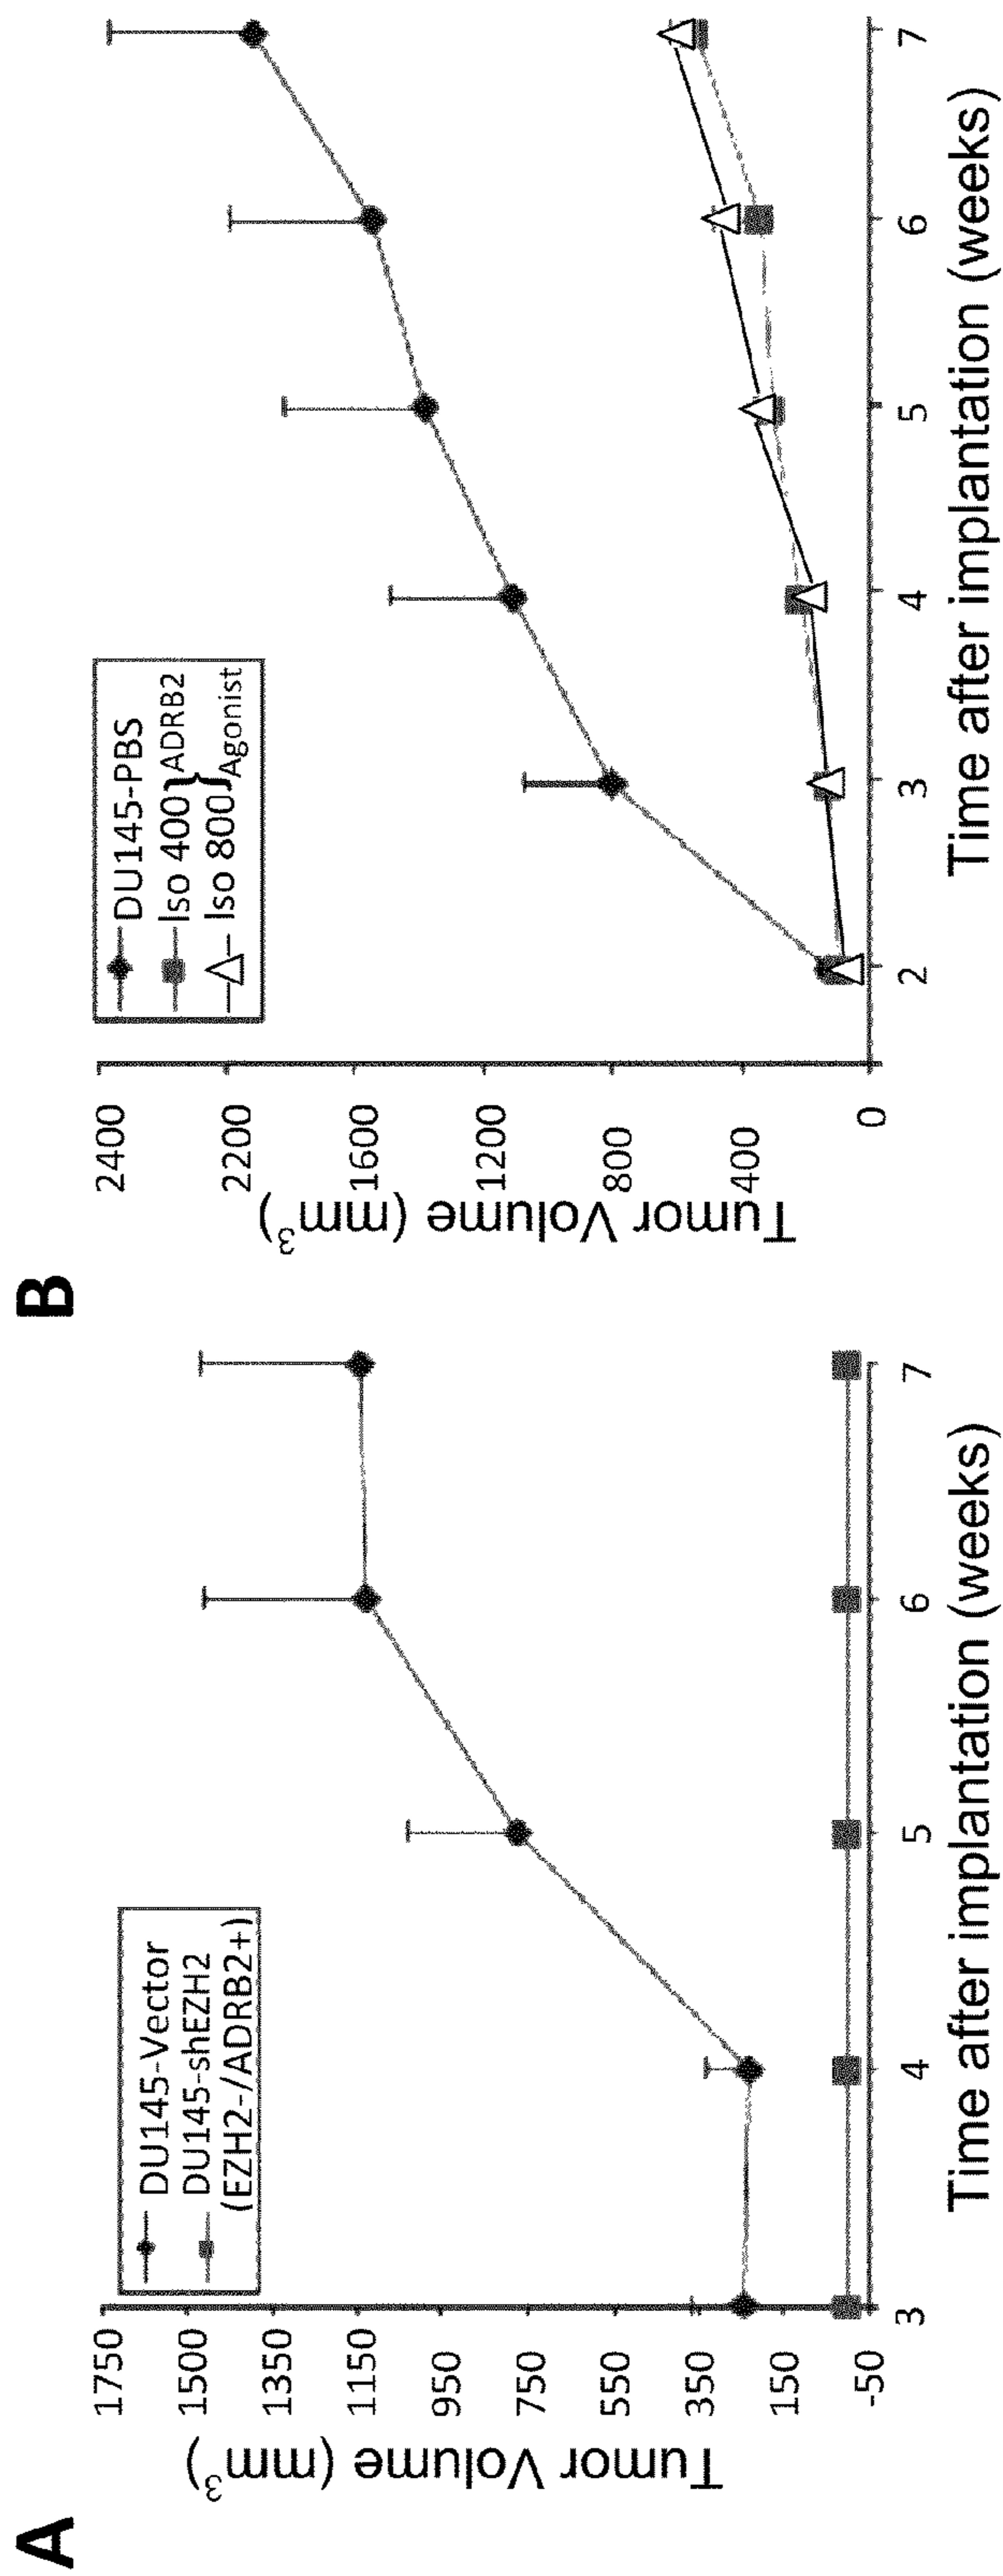 A
Tumor Volume (mm3)
1750
1500
1350
1150
950
750
550
350
150
-50
DU145-Vector
DU145-shEZH2
(EZH2-/ADRB2+)
3 4 5 6 7
Time after implantation (weeks)
B
Tumor Volume (mm3)
2400
2200
1600
1200
800
400
0
DU145-PBS
Iso 400 } ADRB2
Iso 800 } Agonist
2 3 4 5 6 7
Time after implantation (weeks)